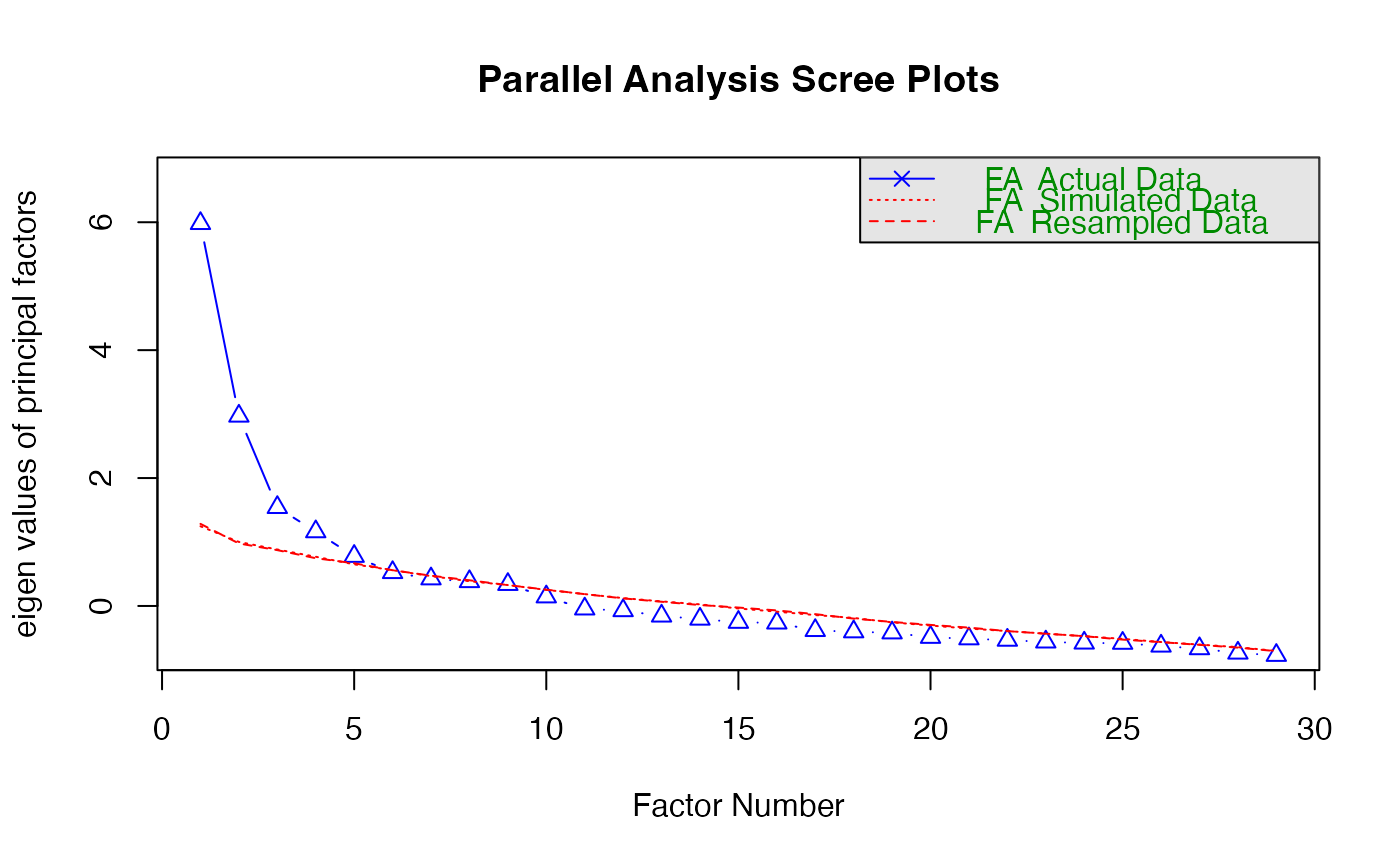 Parallel Analysis Scree Plots
FA Actual Data
FA Simulated Data
FA Resampled Data
eigen values of principal factors
6
4
2
0
0 5 10 15 20 25 30
Factor Number